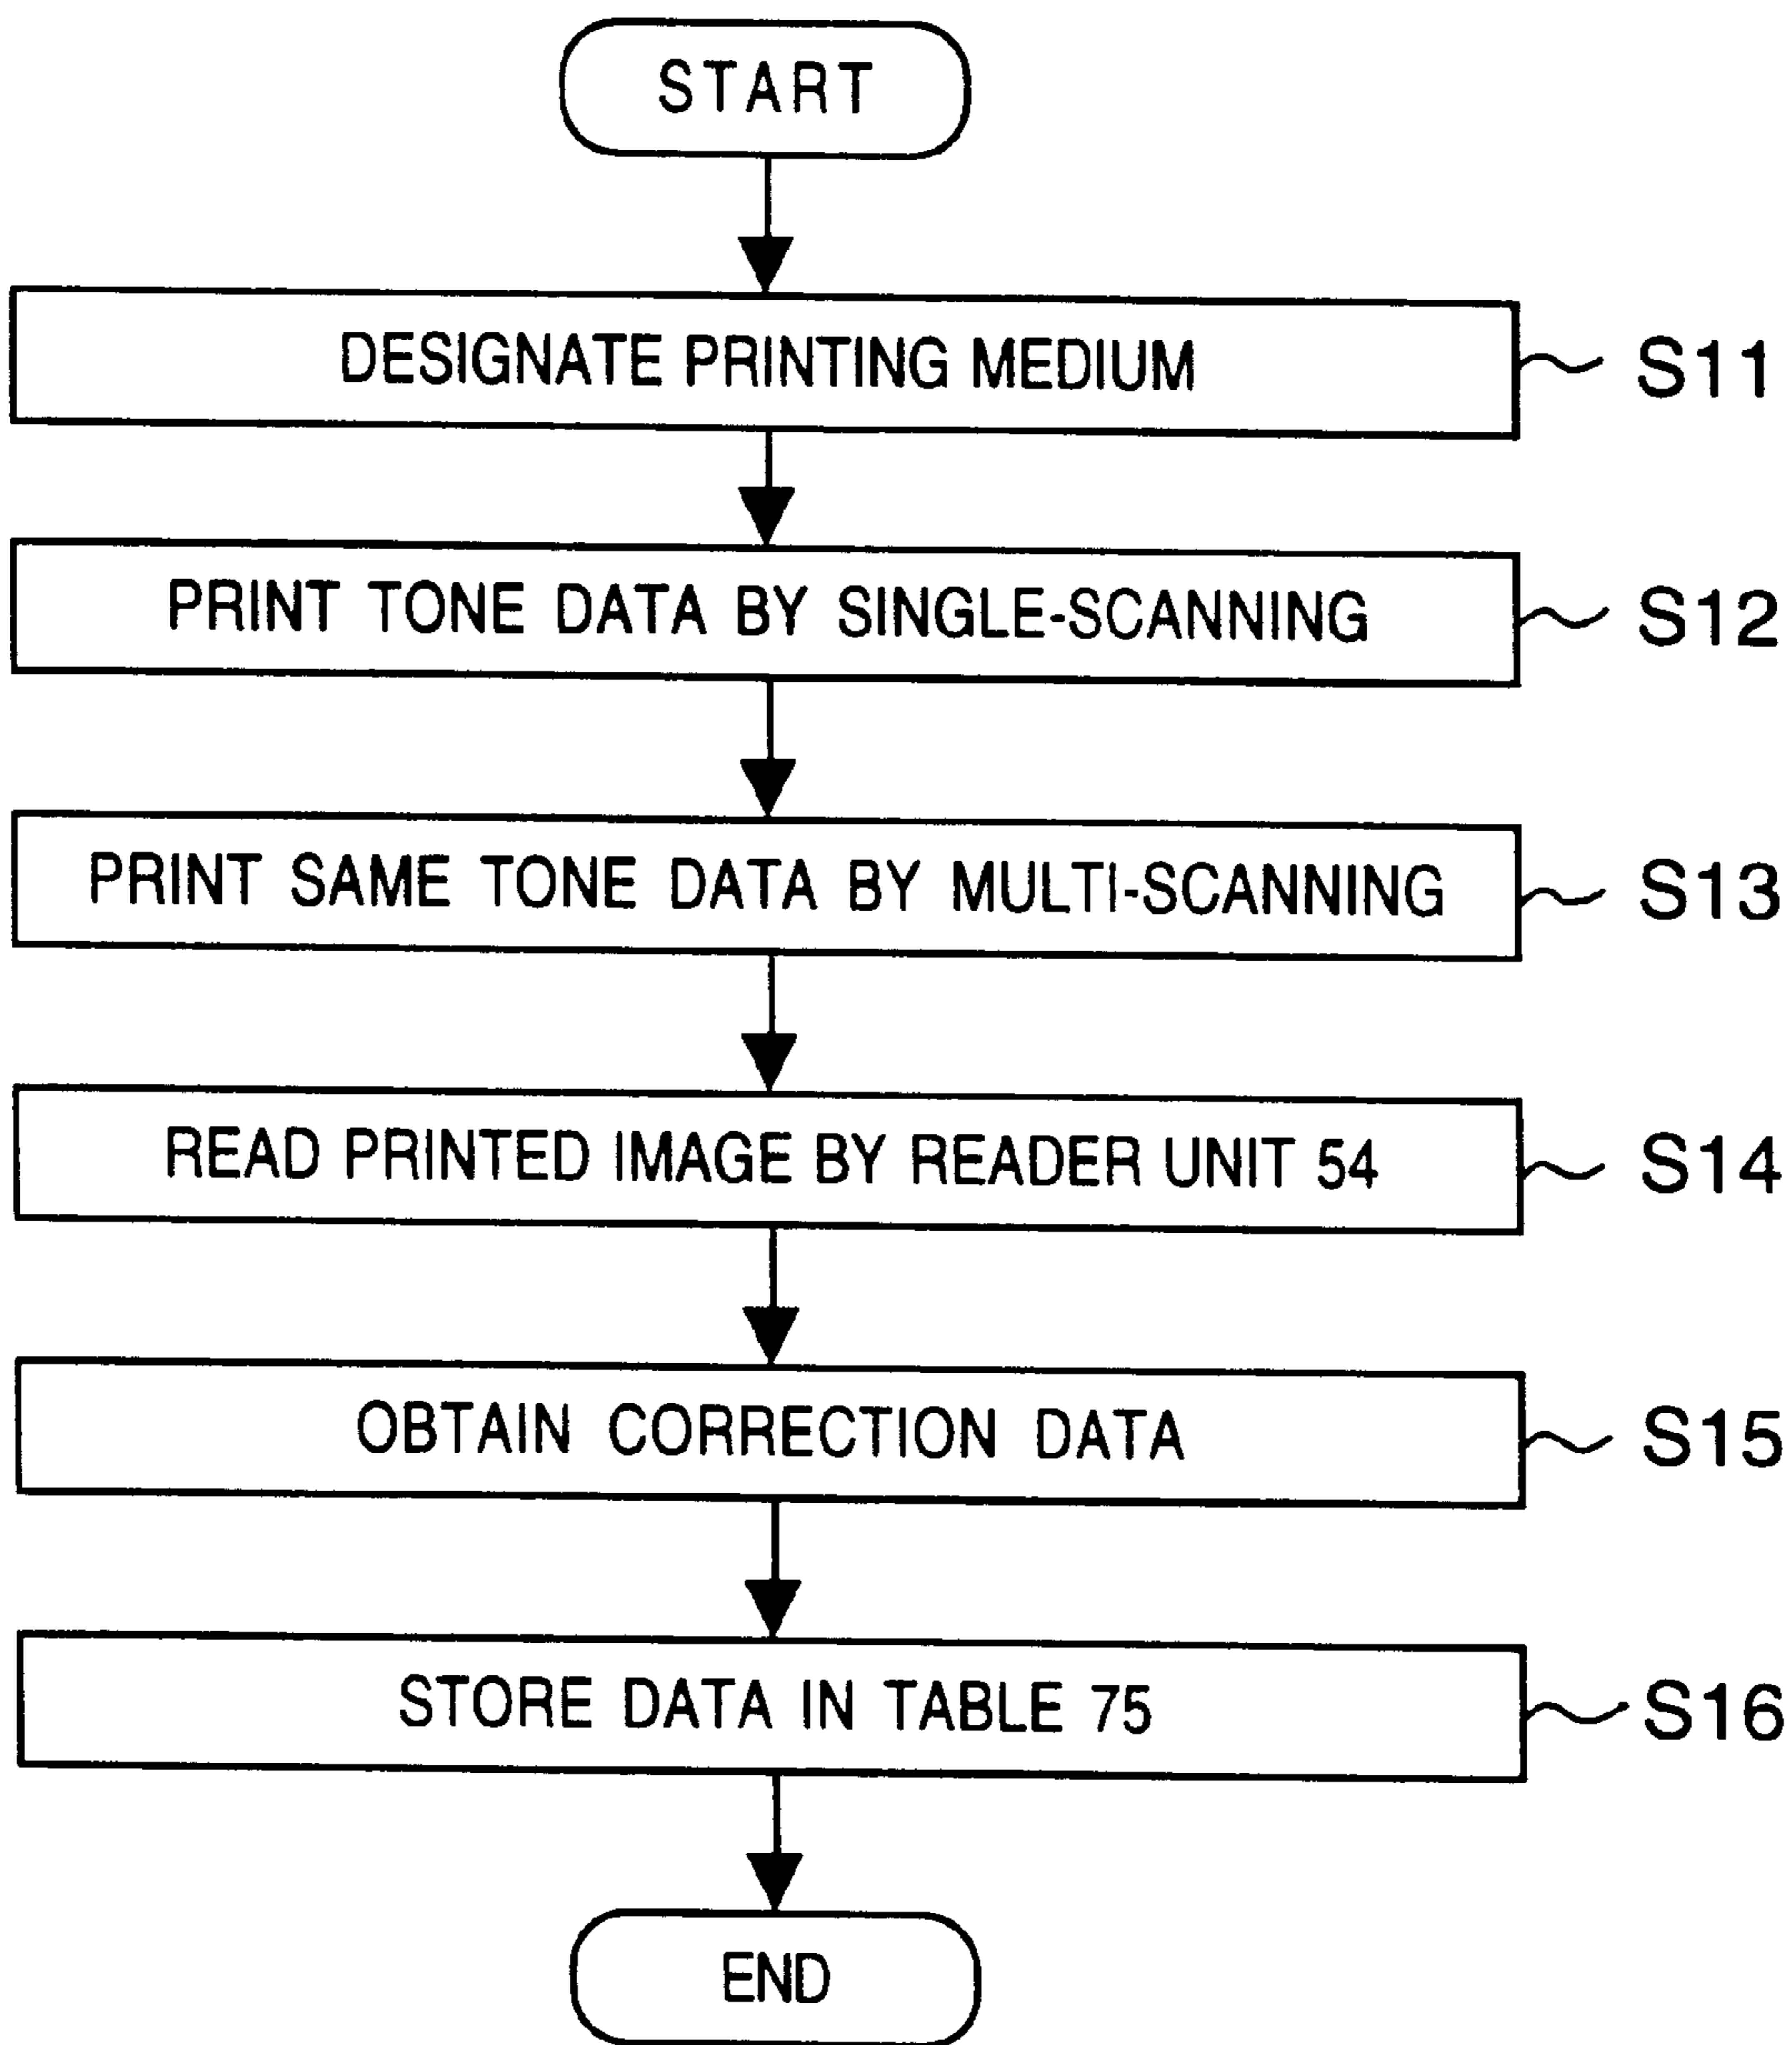 START
DESIGNATE PRINTING MEDIUM S11
PRINT TONE DATA BY SINGLE-SCANNING S12
PRINT SAME TONE DATA BY MULTI-SCANNING S13
READ PRINTED IMAGE BY READER UNIT 54 S14
OBTAIN CORRECTION DATA S15
STORE DATA IN TABLE 75 S16
END